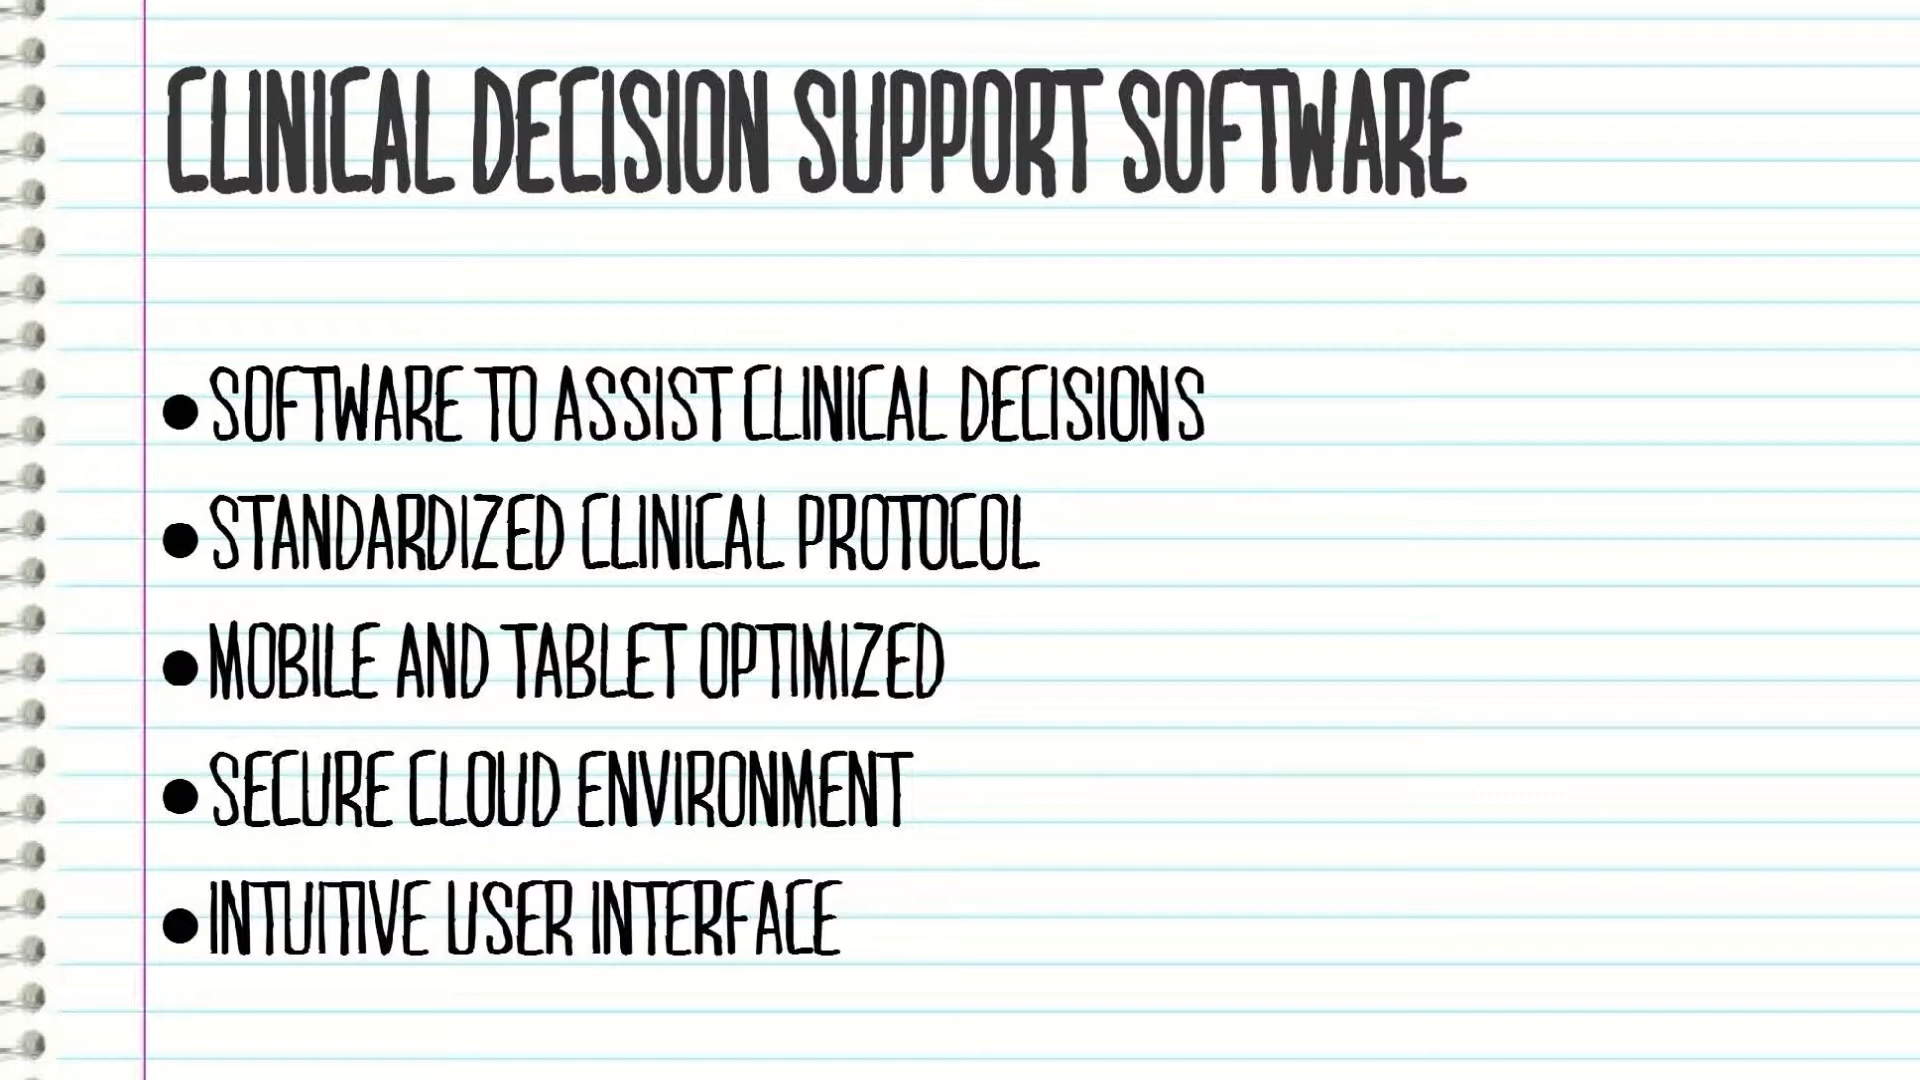 CLINICAL DECISION SUPPORT SOFTWARE
● SOFTWARE TO ASSIST CLINICAL DECISIONS
● STANDARDIZED CLINICAL PROTOCOL
● MOBILE AND TABLET OPTIMIZED
● SECURE CLOUD ENVIRONMENT
● INTUITIVE USER INTERFACE